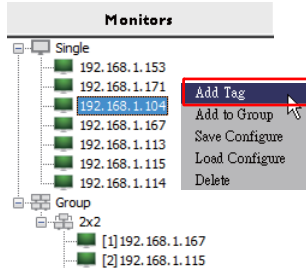 Monitors
Single
192.168.1.153
192.168.1.171
192.168.1.104
192.168.1.167
192.168.1.113
192.168.1.115
192.168.1.114
Add Tag
Add to Group
Save Configure
Load Configure
Delete
Group
2x2
[1]192.168.1.167
[2]192.168.1.115